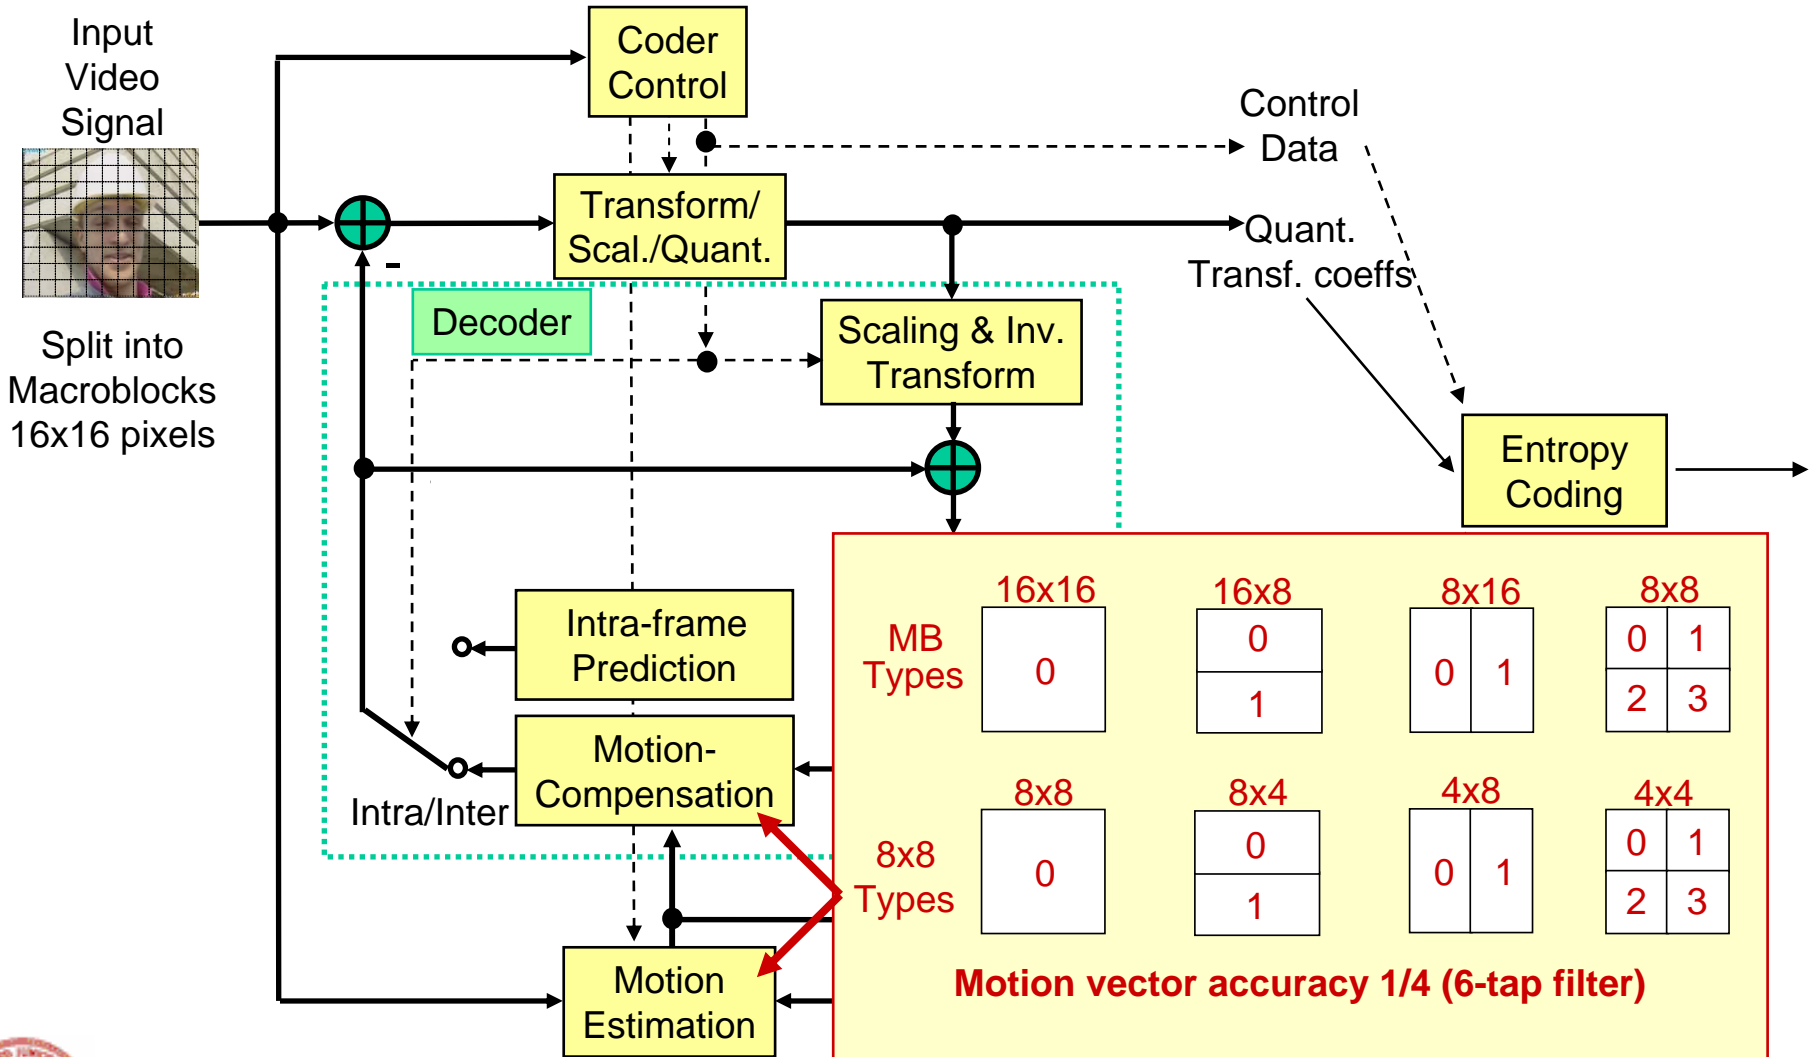 Input
Video
Signal
Split into
Macroblocks
16x16 pixels
Coder
Control
Control
Data
Transform/
Scal./Quant.
-
Quant.
Transf. coeffs
Decoder
Scaling & Inv.
Transform
Entropy
Coding
Intra-frame
Prediction
Motion-
Compensation
Intra/Inter
Motion
Estimation
16x16 16x8 8x16 8x8
MB
Types
0
0
1
0 1
0 1
2 3
8x8 8x4 4x8 4x4
8x8
Types
0
0
1
0 1
0 1
2 3
Motion vector accuracy 1/4 (6-tap filter)